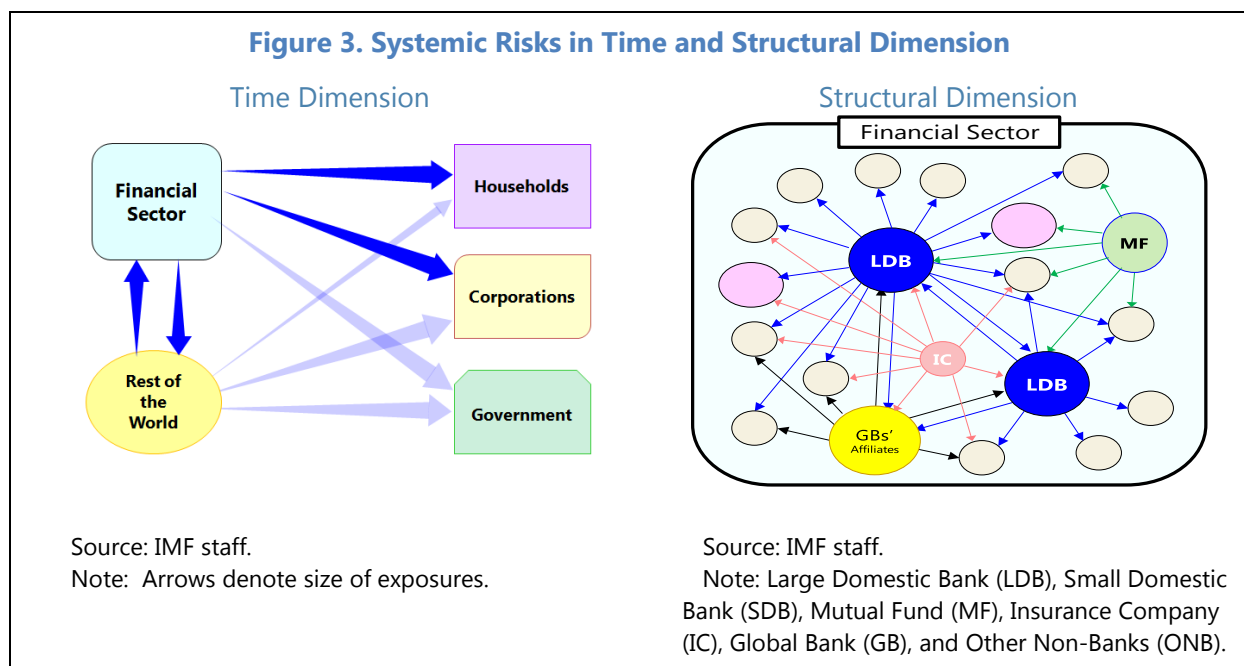 Figure 3. Systemic Risks in Time and Structural Dimension
Time Dimension
Financial
Sector
Households
Corporations
Rest of
the
World
Government
Source: IMF staff.
Note:  Arrows denote size of exposures.
Structural Dimension
Financial Sector
LDB
MF
IC
LDB
GBs'
Affiliates
Source: IMF staff.
Note: Large Domestic Bank (LDB), Small Domestic
Bank (SDB), Mutual Fund (MF), Insurance Company
(IC), Global Bank (GB), and Other Non-Banks (ONB).